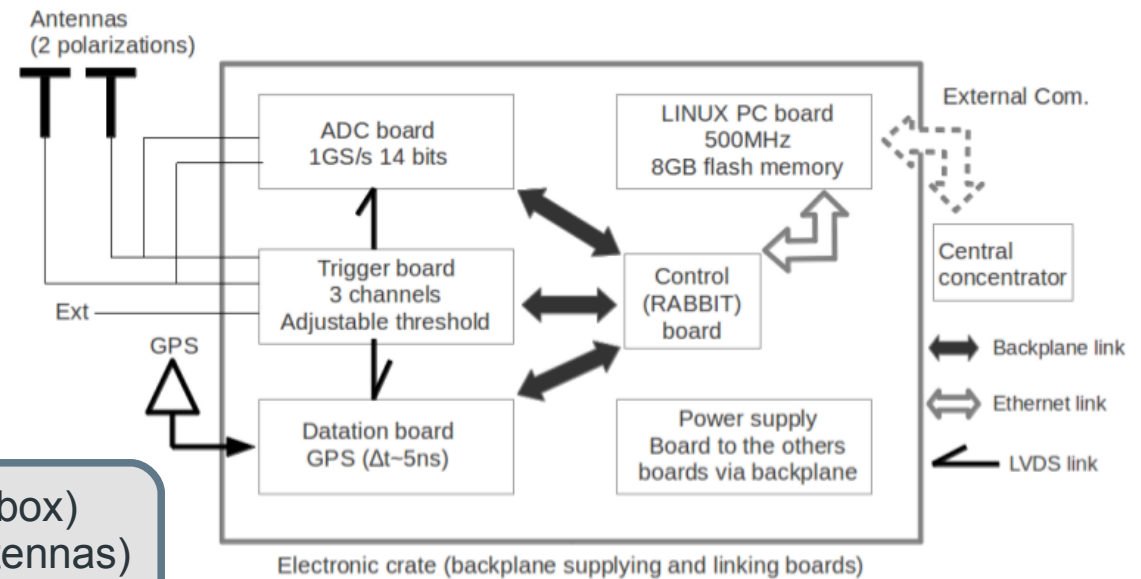 Antennas
(2 polarizations)
ADC board
1GS/s 14 bits
LINUX PC board
500MHz
8GB flash memory
External Com.
Trigger board
3 channels
Adjustable threshold
Control
(RABBIT)
board
Central
concentrator
Ext
GPS
Backplane link
Datation board
GPS (Δt~5ns)
Power supply
Board to the others
boards via backplane
Ethernet link
LVDS link
box)
tennas)
Electronic crate (backplane supplying and linking boards)